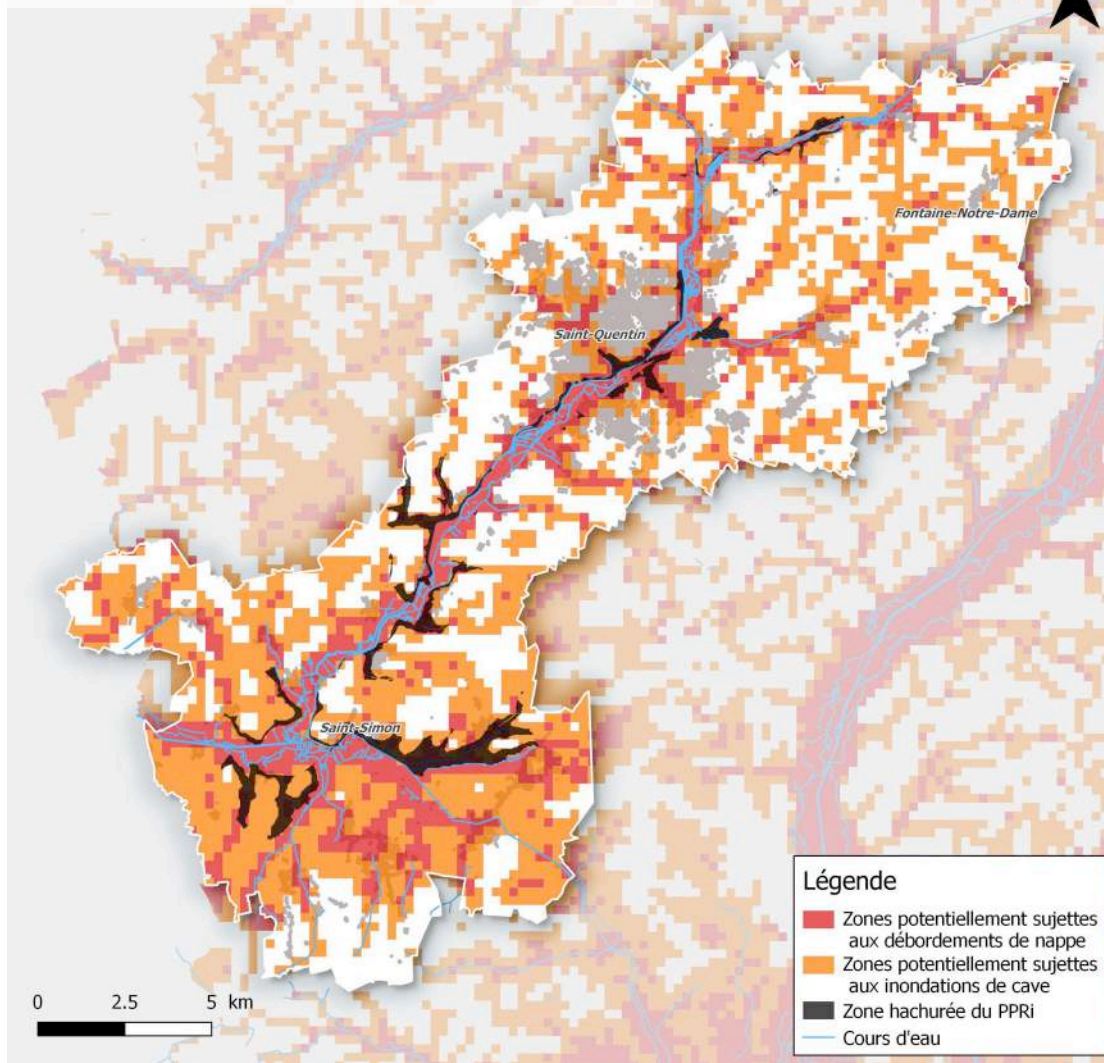 Fontaine-Notre-Dame
Saint-Quentin
Saint-Simon
Légende
Zones potentiellement sujettes
aux débordements de nappe
Zones potentiellement sujettes
aux inondations de cave
Zone hachurée du PPRi
Cours d'eau
0 2.5 5 km